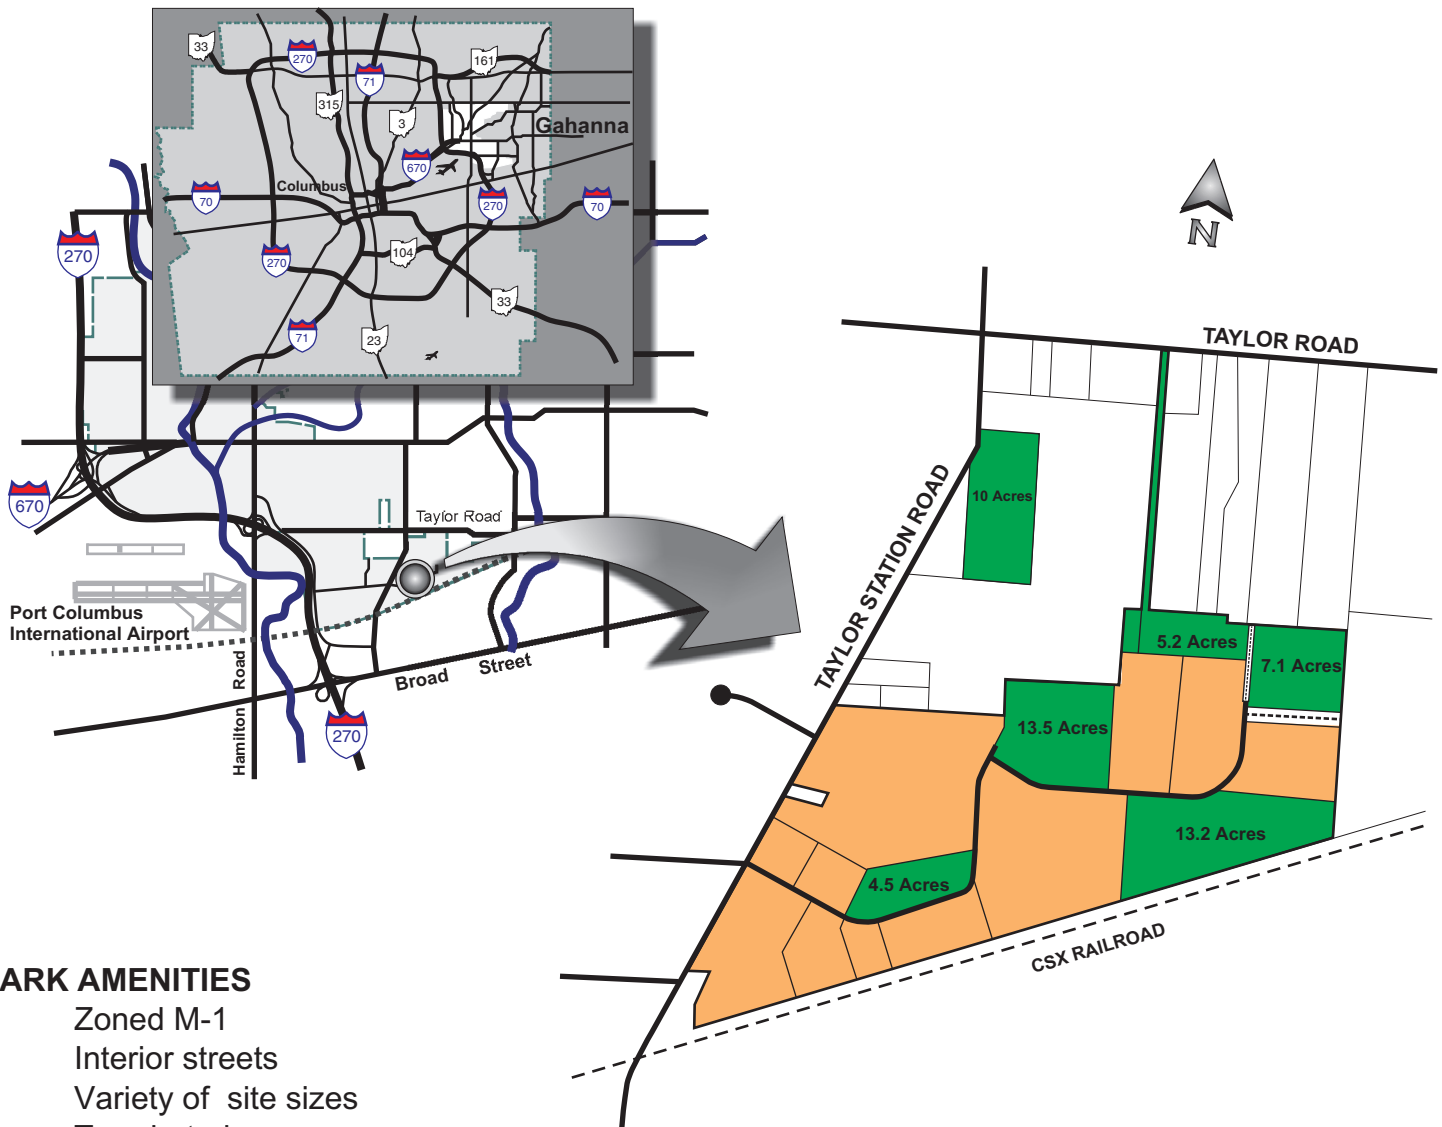 33
270
161
71
315
3
Gahanna
670
Columbus
70
270
70
104
270
33
71
23
270
N
TAYLOR ROAD
TAYLOR STATION ROAD
10 Acres
670
Taylor Road
Port Columbus
International Airport
Hamilton Road
Broad Street
270
5.2 Acres
7.1 Acres
13.5 Acres
13.2 Acres
4.5 Acres
CSX RAILROAD
ARK AMENITIES
Zoned M-1
Interior streets
Variety of site sizes